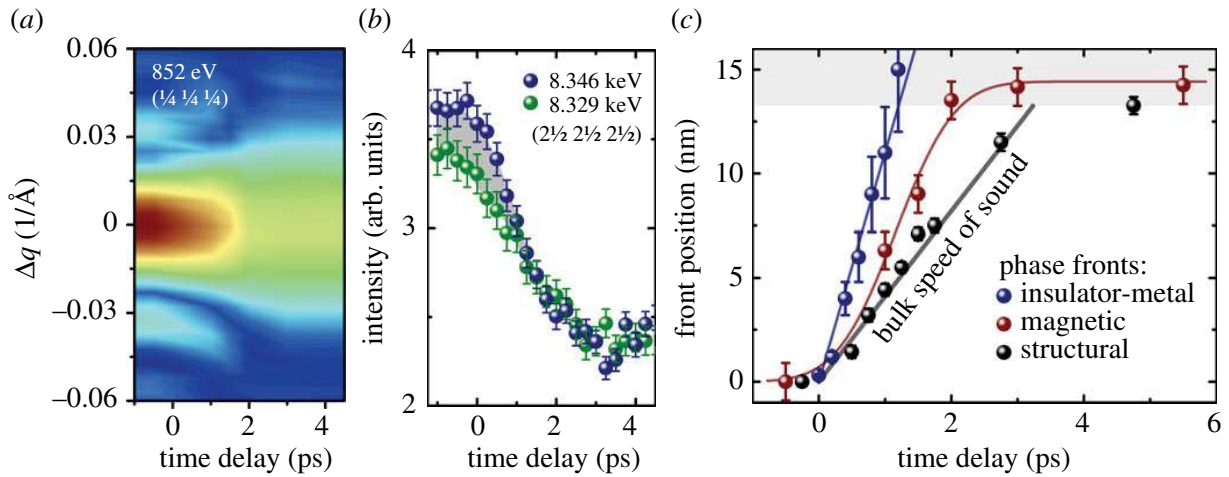 (a)
0.06
0.03
0
−0.03
−0.06
Δq (1/Å)
852 eV
(¼ ¼ ¼)
0 2 4
time delay (ps)
(b)
4
3
2
intensity (arb. units)
8.346 keV
8.329 keV
(2½ 2½ 2½)
0 2 4
time delay (ps)
(c)
15
10
5
0
front position (nm)
bulk speed of sound
phase fronts:
insulator-metal
magnetic
structural
0 2 4 6
time delay (ps)